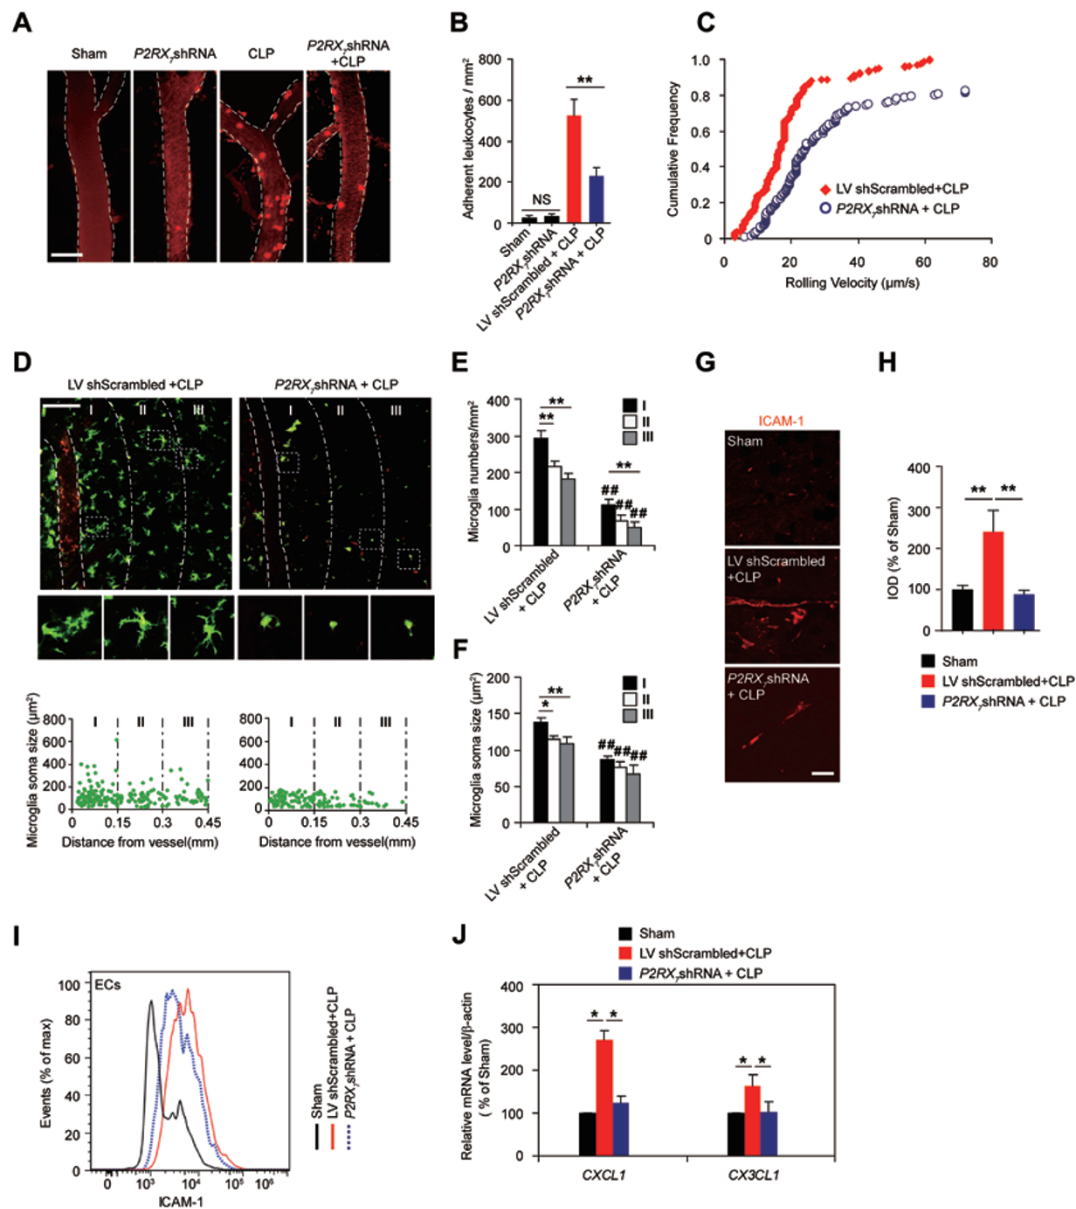 A
Sham
P2RX7shRNA
CLP
P2RX7shRNA
+CLP
B
Adherent leukocytes / mm²
800
600
400
200
0
NS
**
Sham
P2RX7shRNA
LV shScrambled + CLP
P2RX7shRNA + CLP
C
Cumulative Frequency
1.0
0.8
0.6
0.4
0.2
0
LV shScrambled+CLP
P2RX7shRNA + CLP
0
20
40
60
80
Rolling Velocity (μm/s)
D
LV shScrambled +CLP
P2RX7shRNA + CLP
I
II
III
I
II
III
Microglia soma size (μm²)
800
600
400
200
0
I
II
III
0
0.15
0.3
0.45
Distance from vessel(mm)
800
600
400
200
0
I
II
III
0
0.15
0.3
0.45
Distance from vessel(mm)
E
Microglia numbers/mm²
400
300
200
100
0
**
**
**
##
##
##
I
II
III
LV shScrambled
+ CLP
P2RX7shRNA
+ CLP
F
Microglia soma size (μm²)
200
150
100
50
0
**
*
##
##
##
I
II
III
LV shScrambled
+ CLP
P2RX7shRNA
+ CLP
G
ICAM-1
Sham
LV shScrambled
+CLP
P2RX7shRNA
+ CLP
H
IOD (% of Sham)
400
300
200
100
0
**
**
Sham
LV shScrambled+CLP
P2RX7shRNA + CLP
I
ECs
Events (% of max)
100
80
60
40
20
0
0
10³
10⁴
10⁵
10⁶
ICAM-1
Sham
LV shScrambled+CLP
P2RX7shRNA + CLP
J
Sham
LV shScrambled+CLP
P2RX7shRNA + CLP
Relative mRNA level/β-actin
(% of Sham)
400
300
200
100
0
*
*
*
*
CXCL1
CX3CL1